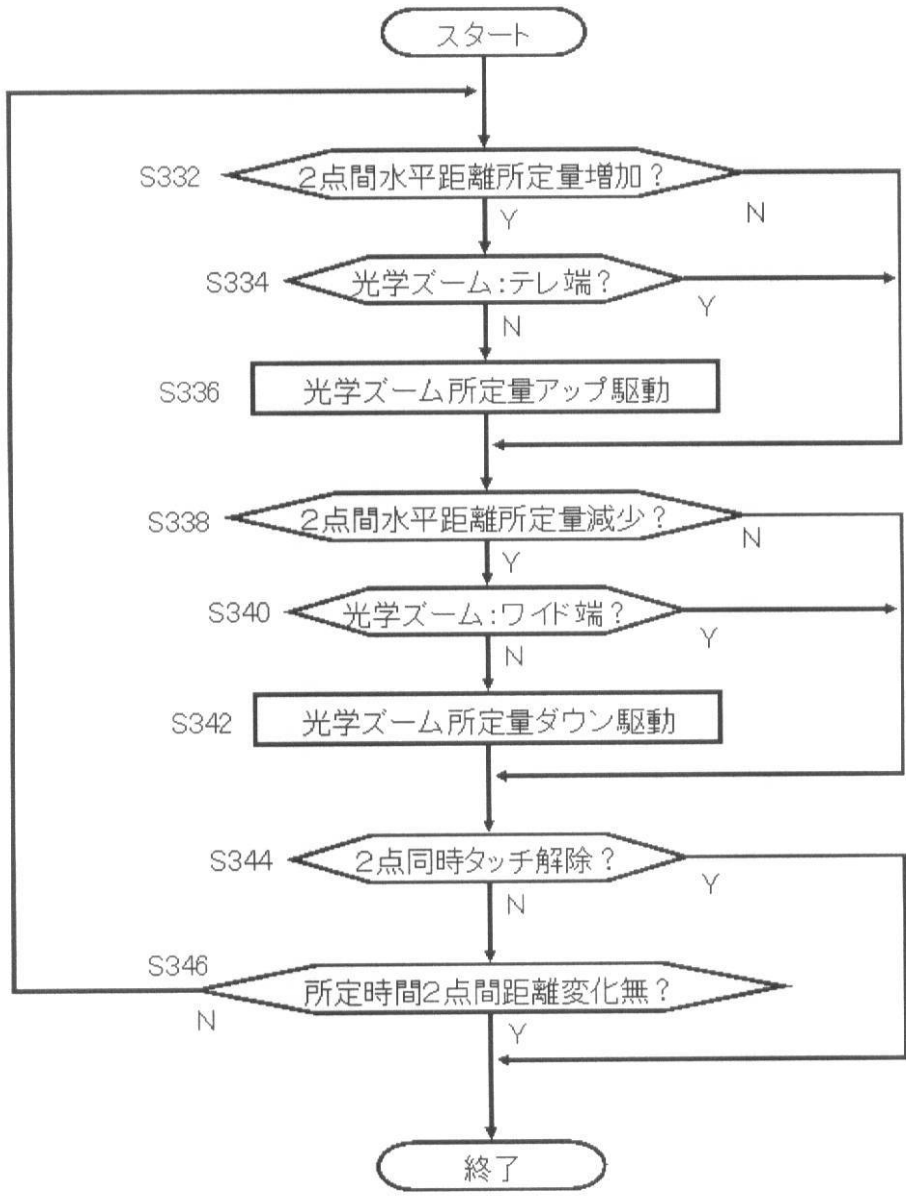 スタート
S332
2点間水平距離所定量増加?
N
Y
S334
光学ズーム:テレ端?
Y
N
S336
光学ズーム所定量アップ駆動
S338
2点間水平距離所定量減少?
N
Y
S340
光学ズーム:ワイド端?
Y
N
S342
光学ズーム所定量ダウン駆動
S344
2点同時タッチ解除?
Y
N
S346
所定時間2点間距離変化無?
N
Y
終了